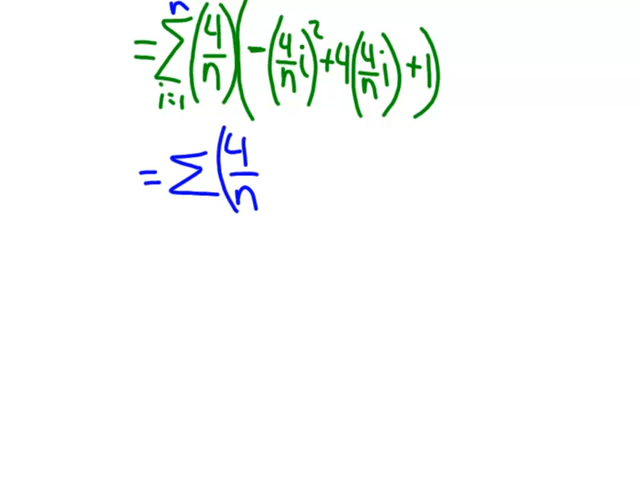 = n∑i=1 (4/n) ( -(4/n i)² + 4(4/n i) + 1)
= ∑ (4/n